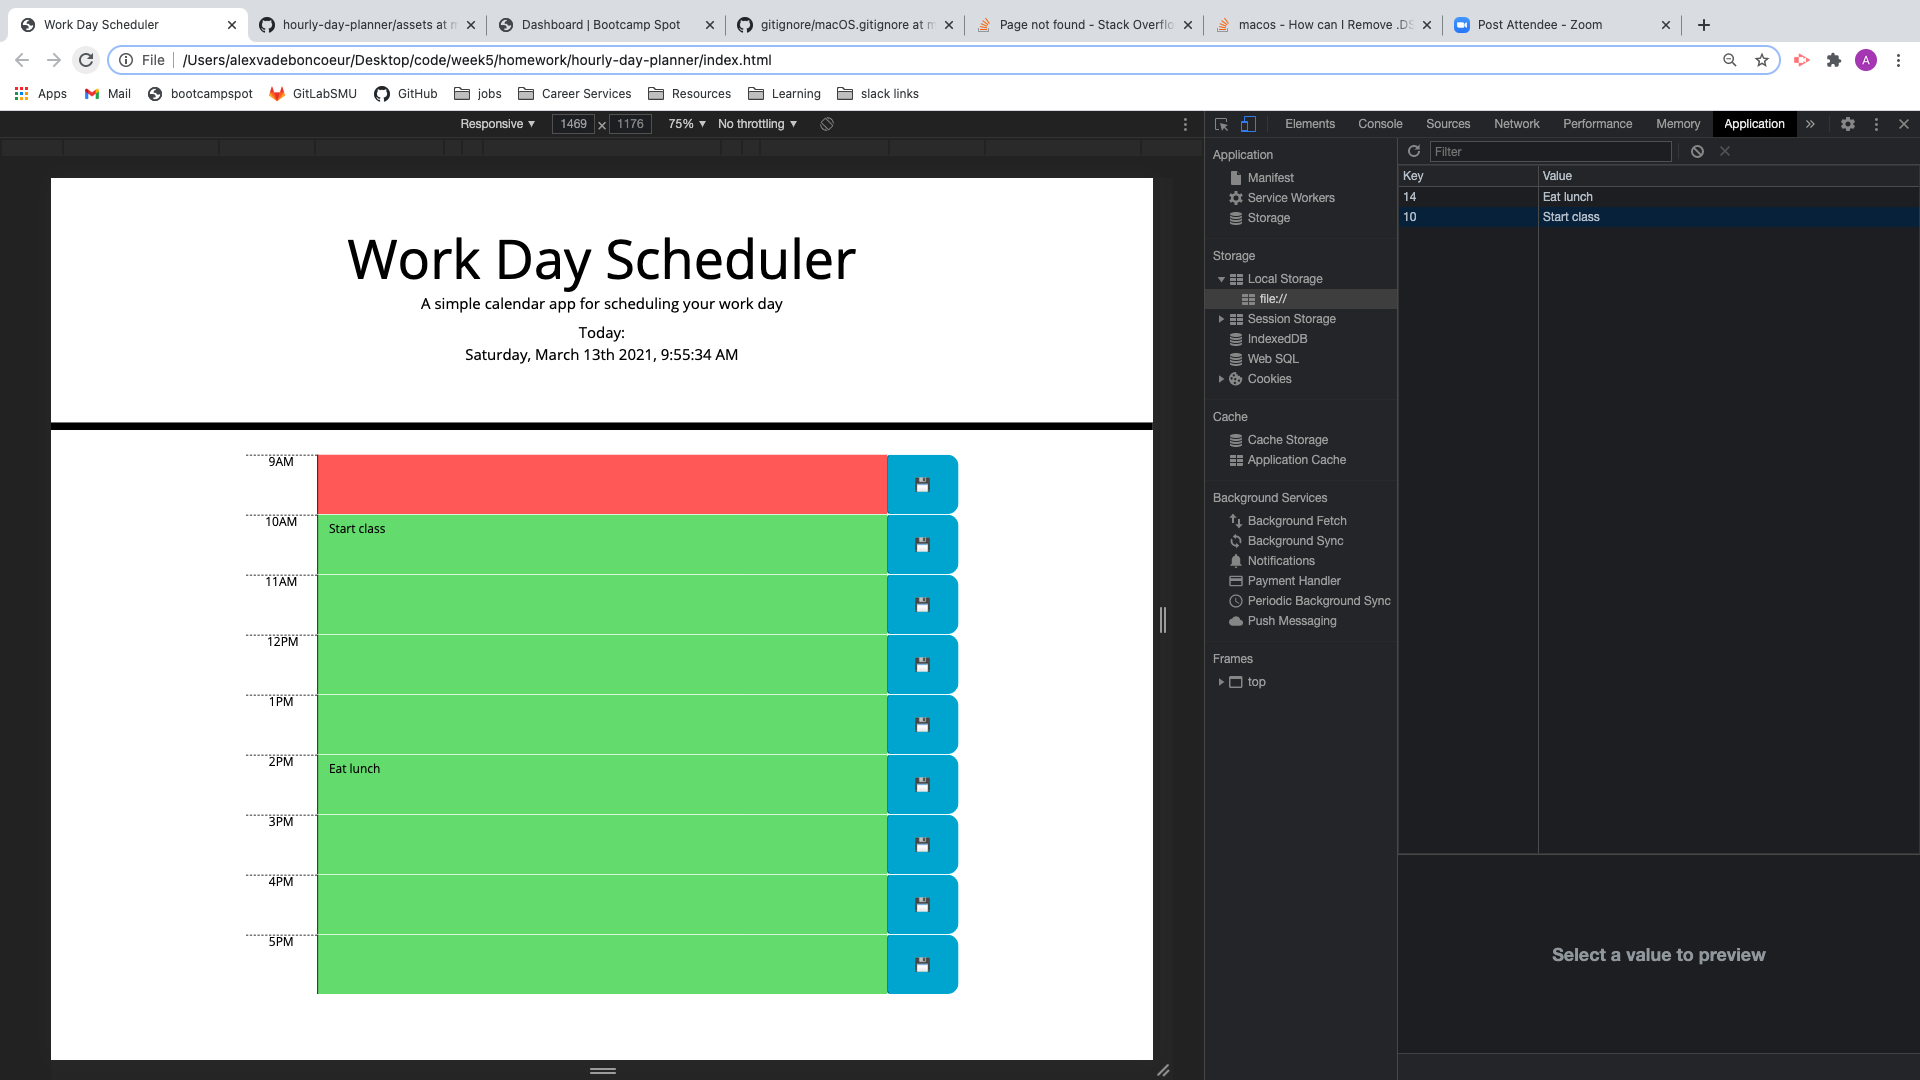 Work Day Scheduler
hourly-day-planner/assets at m
Dashboard | Bootcamp Spot
gitignore/macOS.gitignore at m
Page not found - Stack Overflo
macos - How can I Remove .DS
Post Attendee - Zoom
File /Users/alexvadeboncoeur/Desktop/code/week5/homework/hourly-day-planner/index.html
A
Apps Mail bootcampspot GitLabSMU GitHub jobs Career Services Resources Learning slack links
Responsive 1469 x 1176 75% No throttling
Elements Console Sources Network Performance Memory Application
Work Day Scheduler
A simple calendar app for scheduling your work day
Today:
Saturday, March 13th 2021, 9:55:34 AM
9AM
10AM Start class
11AM
12PM
1PM
2PM Eat lunch
3PM
4PM
5PM
Application
Manifest
Service Workers
Storage
Storage
Local Storage
file://
Session Storage
IndexedDB
Web SQL
Cookies
Cache
Cache Storage
Application Cache
Background Services
Background Fetch
Background Sync
Notifications
Payment Handler
Periodic Background Sync
Push Messaging
Frames
top
Filter
Key Value
14 Eat lunch
10 Start class
Select a value to preview